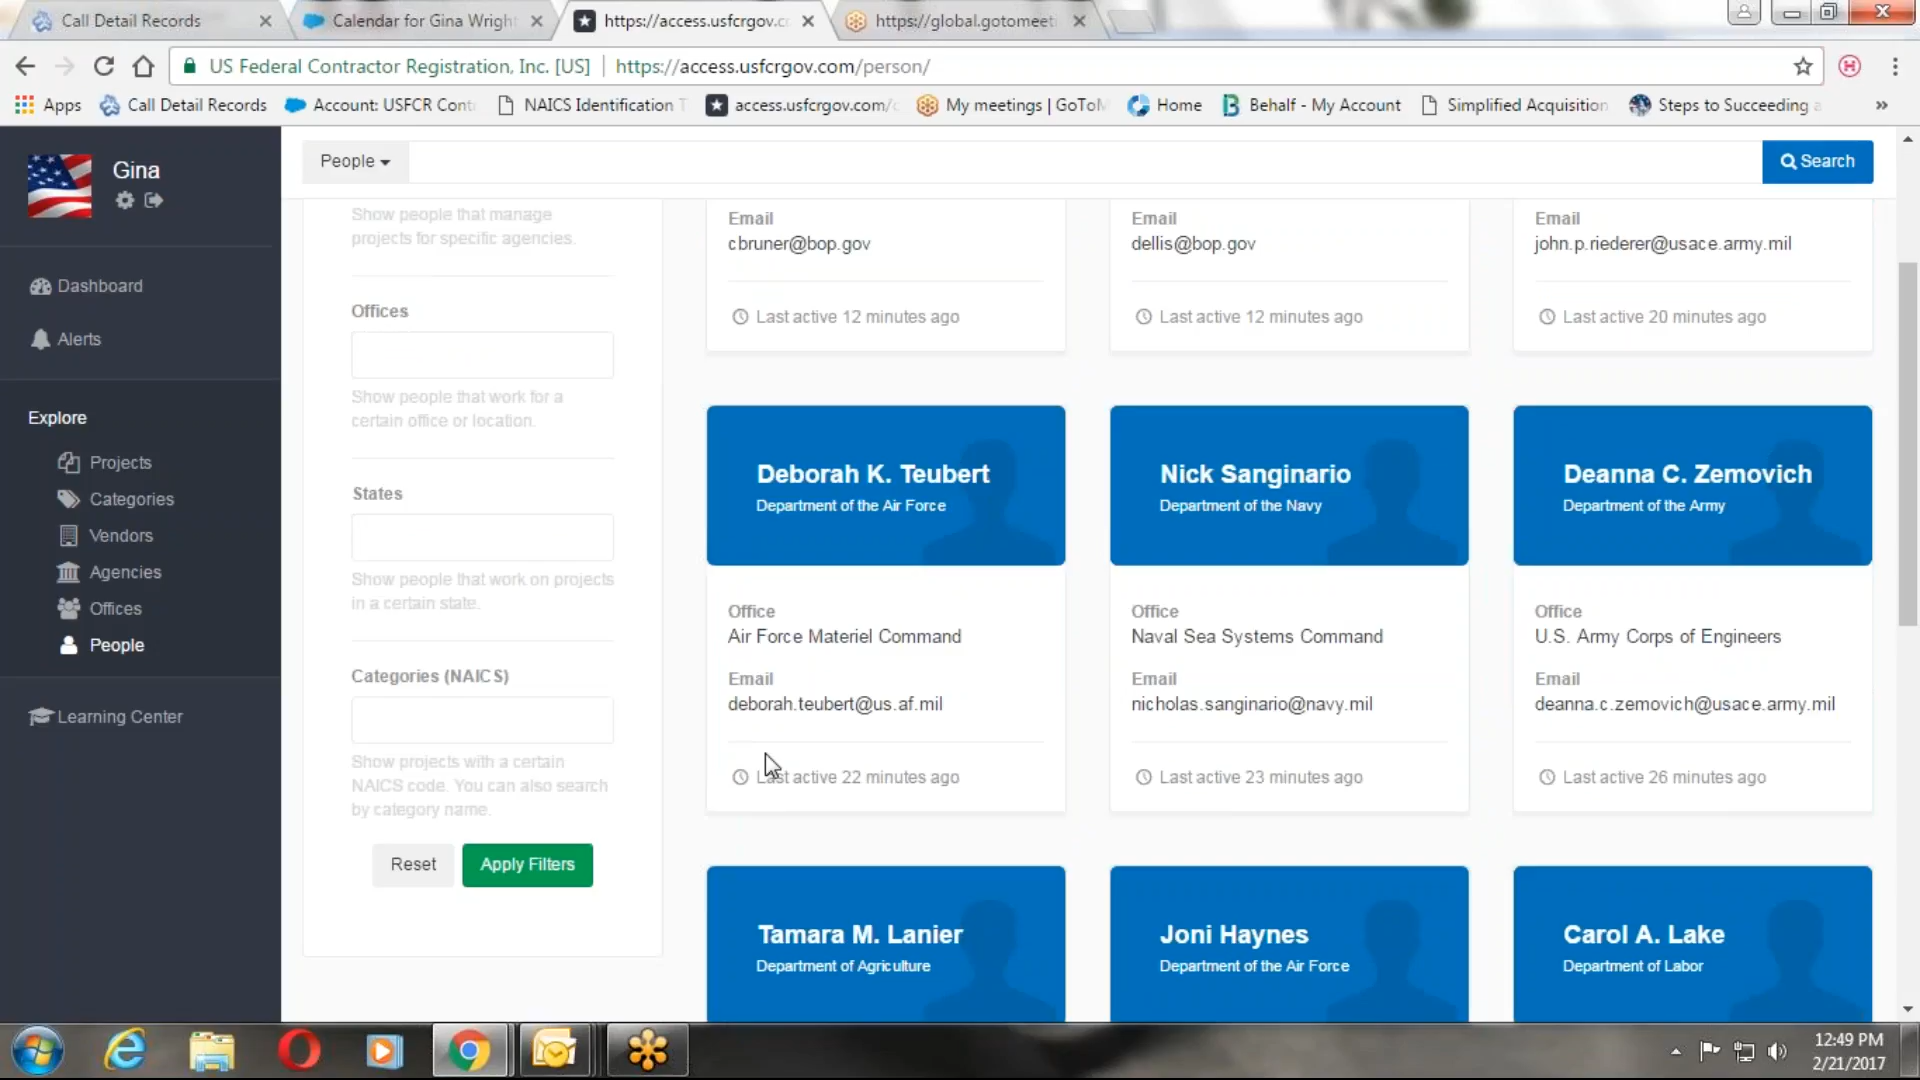 Call Detail Records
Calendar for Gina Wright
https://access.usfcrgov.c
https://global.gotomeet
US Federal Contractor Registration, Inc. [US]
https://access.usfcrgov.com/person/
Apps
Call Detail Records
Account: USFCR Cont
NAICS Identification T
access.usfcrgov.com/c
My meetings | GoToM
Home
Behalf - My Account
Simplified Acquisition
Steps to Succeeding a
»
Gina
Dashboard
Alerts
Explore
Projects
Categories
Vendors
Agencies
Offices
People
Learning Center
People
Search
Show people that manage
projects for specific agencies.
Offices
Show people that work for a
certain office or location.
States
Show people that work on projects
in a certain state.
Categories (NAICS)
Show projects with a certain
NAICS code. You can also search
by category name.
Reset
Apply Filters
Email
cbruner@bop.gov
Last active 12 minutes ago
Email
dellis@bop.gov
Last active 12 minutes ago
Email
john.p.riederer@usace.army.mil
Last active 20 minutes ago
Deborah K. Teubert
Department of the Air Force
Office
Air Force Materiel Command
Email
deborah.teubert@us.af.mil
Last active 22 minutes ago
Nick Sanginario
Department of the Navy
Office
Naval Sea Systems Command
Email
nicholas.sanginario@navy.mil
Last active 23 minutes ago
Deanna C. Zemovich
Department of the Army
Office
U.S. Army Corps of Engineers
Email
deanna.c.zemovich@usace.army.mil
Last active 26 minutes ago
Tamara M. Lanier
Department of Agriculture
Joni Haynes
Department of the Air Force
Carol A. Lake
Department of Labor
12:49 PM
2/21/2017